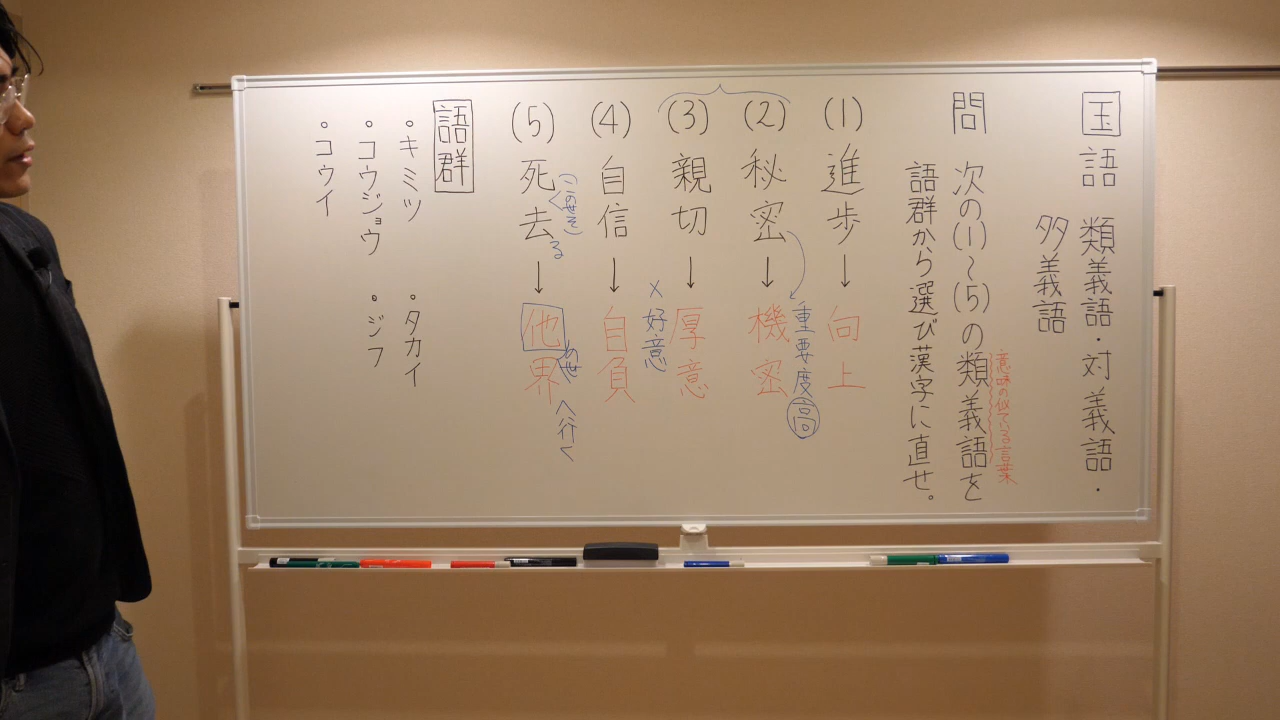 国語 類義語・対義語・
多義語
問 次の(1)~(5)の類義語を
意味の似ている言葉
語群から選び漢字に直せ。
(1) 進歩 → 向上
(2) 秘密 → 機密
重要度高
(3) 親切 → 厚意
×好意
(4) 自信 → 自負
(5) 死去 → 他界
(このせを)
る
あの世へ行く
語群
・キミツ ・タカイ
・コウジョウ ・ジフ
・コウイ